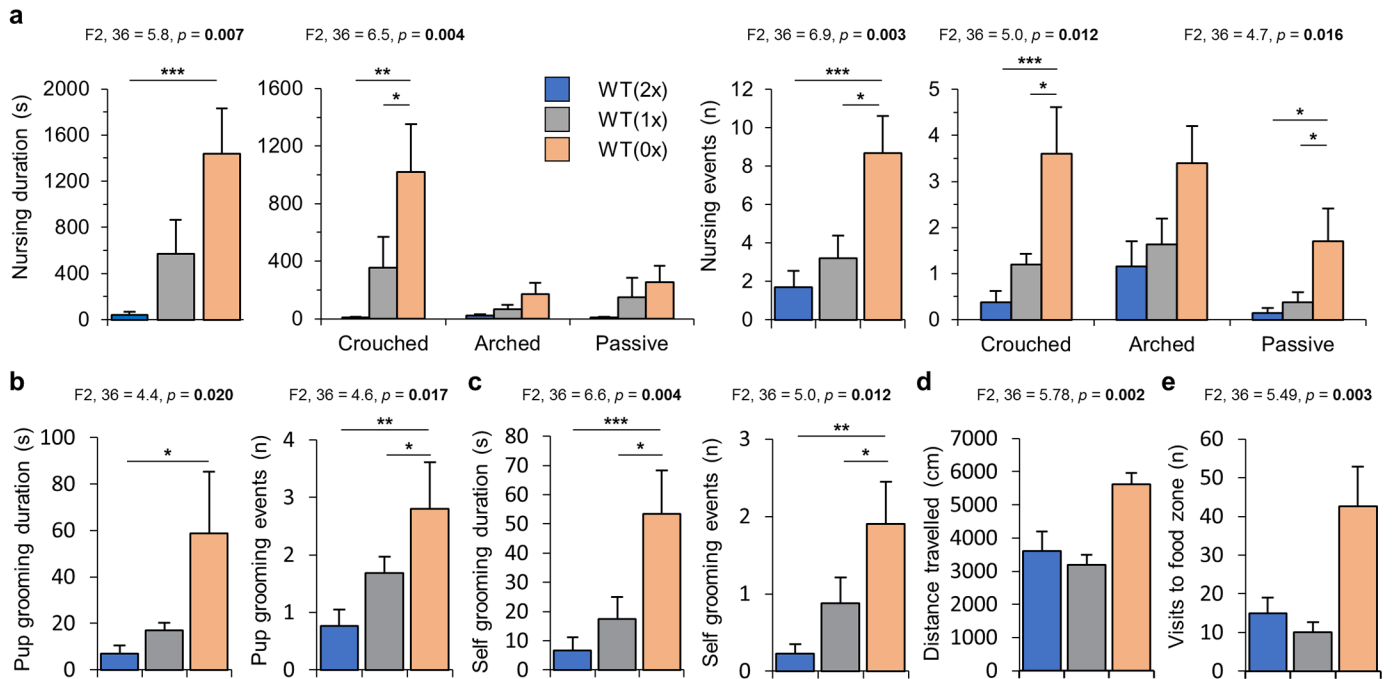 a
F2, 36 = 5.8, p = 0.007
F2, 36 = 6.5, p = 0.004
F2, 36 = 6.9, p = 0.003
F2, 36 = 5.0, p = 0.012
F2, 36 = 4.7, p = 0.016
Nursing duration (s)
2000
1600
1200
800
400
0
***
1600
1200
800
400
0
**
*
Crouched
Arched
Passive
WT(2x)
WT(1x)
WT(0x)
Nursing events (n)
12
10
8
6
4
2
0
***
*
5
4
3
2
1
0
***
*
*
*
Crouched
Arched
Passive
b
F2, 36 = 4.4, p = 0.020
Pup grooming duration (s)
100
80
60
40
20
0
*
F2, 36 = 4.6, p = 0.017
Pup grooming events (n)
4
3
2
1
0
**
*
c
F2, 36 = 6.6, p = 0.004
Self grooming duration (s)
80
70
60
50
40
30
20
10
0
***
*
F2, 36 = 5.0, p = 0.012
Self grooming events (n)
3
2
1
0
**
*
d
F2, 36 = 5.78, p = 0.002
Distance travelled (cm)
7000
6000
5000
4000
3000
2000
1000
0
e
F2, 36 = 5.49, p = 0.003
Visits to food zone (n)
60
50
40
30
20
10
0